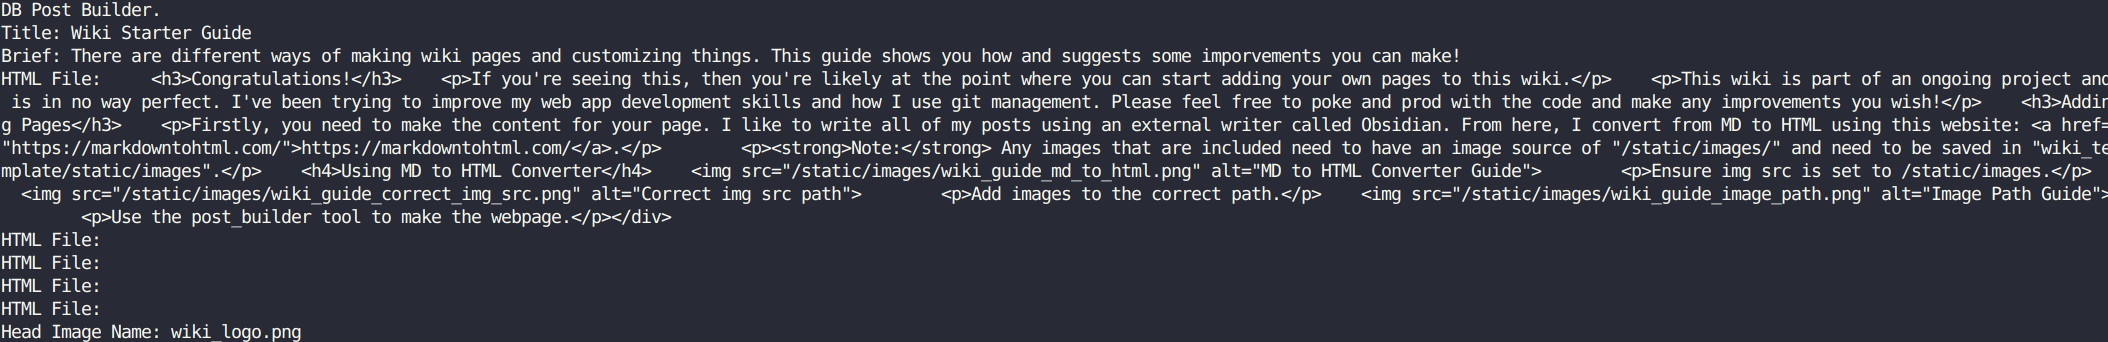 DB Post Builder.
Title: Wiki Starter Guide
Brief: There are different ways of making wiki pages and customizing things. This guide shows you how and suggests some imporvements you can make!
HTML File:     <h3>Congratulations!</h3>    <p>If you're seeing this, then you're likely at the point where you can start adding your own pages to this wiki.</p>    <p>This wiki is part of an ongoing project and
 is in no way perfect. I've been trying to improve my web app development skills and how I use git management. Please feel free to poke and prod with the code and make any improvements you wish!</p>    <h3>Addin
g Pages</h3>    <p>Firstly, you need to make the content for your page. I like to write all of my posts using an external writer called Obsidian. From here, I convert from MD to HTML using this website: <a href=
"https://markdowntohtml.com/">https://markdowntohtml.com/</a>.</p>        <p><strong>Note:</strong> Any images that are included need to have an image source of "/static/images/" and need to be saved in "wiki_te
mplate/static/images".</p>    <h4>Using MD to HTML Converter</h4>    <img src="/static/images/wiki_guide_md_to_html.png" alt="MD to HTML Converter Guide">        <p>Ensure img src is set to /static/images.</p>
  <img src="/static/images/wiki_guide_correct_img_src.png" alt="Correct img src path">        <p>Add images to the correct path.</p>    <img src="/static/images/wiki_guide_image_path.png" alt="Image Path Guide">
        <p>Use the post_builder tool to make the webpage.</p></div>
HTML File:
HTML File:
HTML File:
HTML File:
Head Image Name: wiki_logo.png